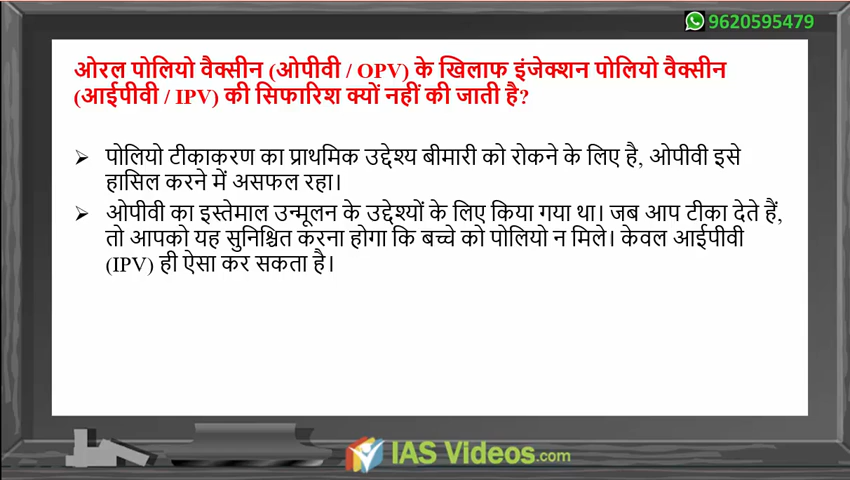 9620595479
ओरल पोलियो वैक्सीन (ओपीवी / OPV) के खिलाफ इंजेक्शन पोलियो वैक्सीन
(आईपीवी / IPV) की सिफारिश क्यों नहीं की जाती है?
➢ पोलियो टीकाकरण का प्राथमिक उद्देश्य बीमारी को रोकने के लिए है, ओपीवी इसे
हासिल करने में असफल रहा।
➢ ओपीवी का इस्तेमाल उन्मूलन के उद्देश्यों के लिए किया गया था। जब आप टीका देते हैं,
तो आपको यह सुनिश्चित करना होगा कि बच्चे को पोलियो न मिले। केवल आईपीवी
(IPV) ही ऐसा कर सकता है।
IAS Videos.com